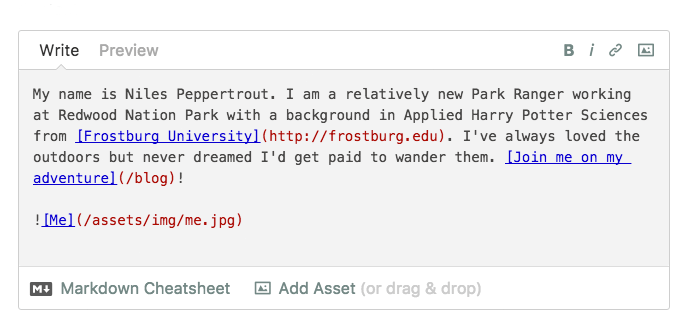 Write Preview B i
My name is Niles Peppertrout. I am a relatively new Park Ranger working
at Redwood Nation Park with a background in Applied Harry Potter Sciences
from [Frostburg University](http://frostburg.edu). I've always loved the
outdoors but never dreamed I'd get paid to wander them. [Join me on my
adventure](/blog)!
![Me](/assets/img/me.jpg)
M Markdown Cheatsheet Add Asset (or drag & drop)